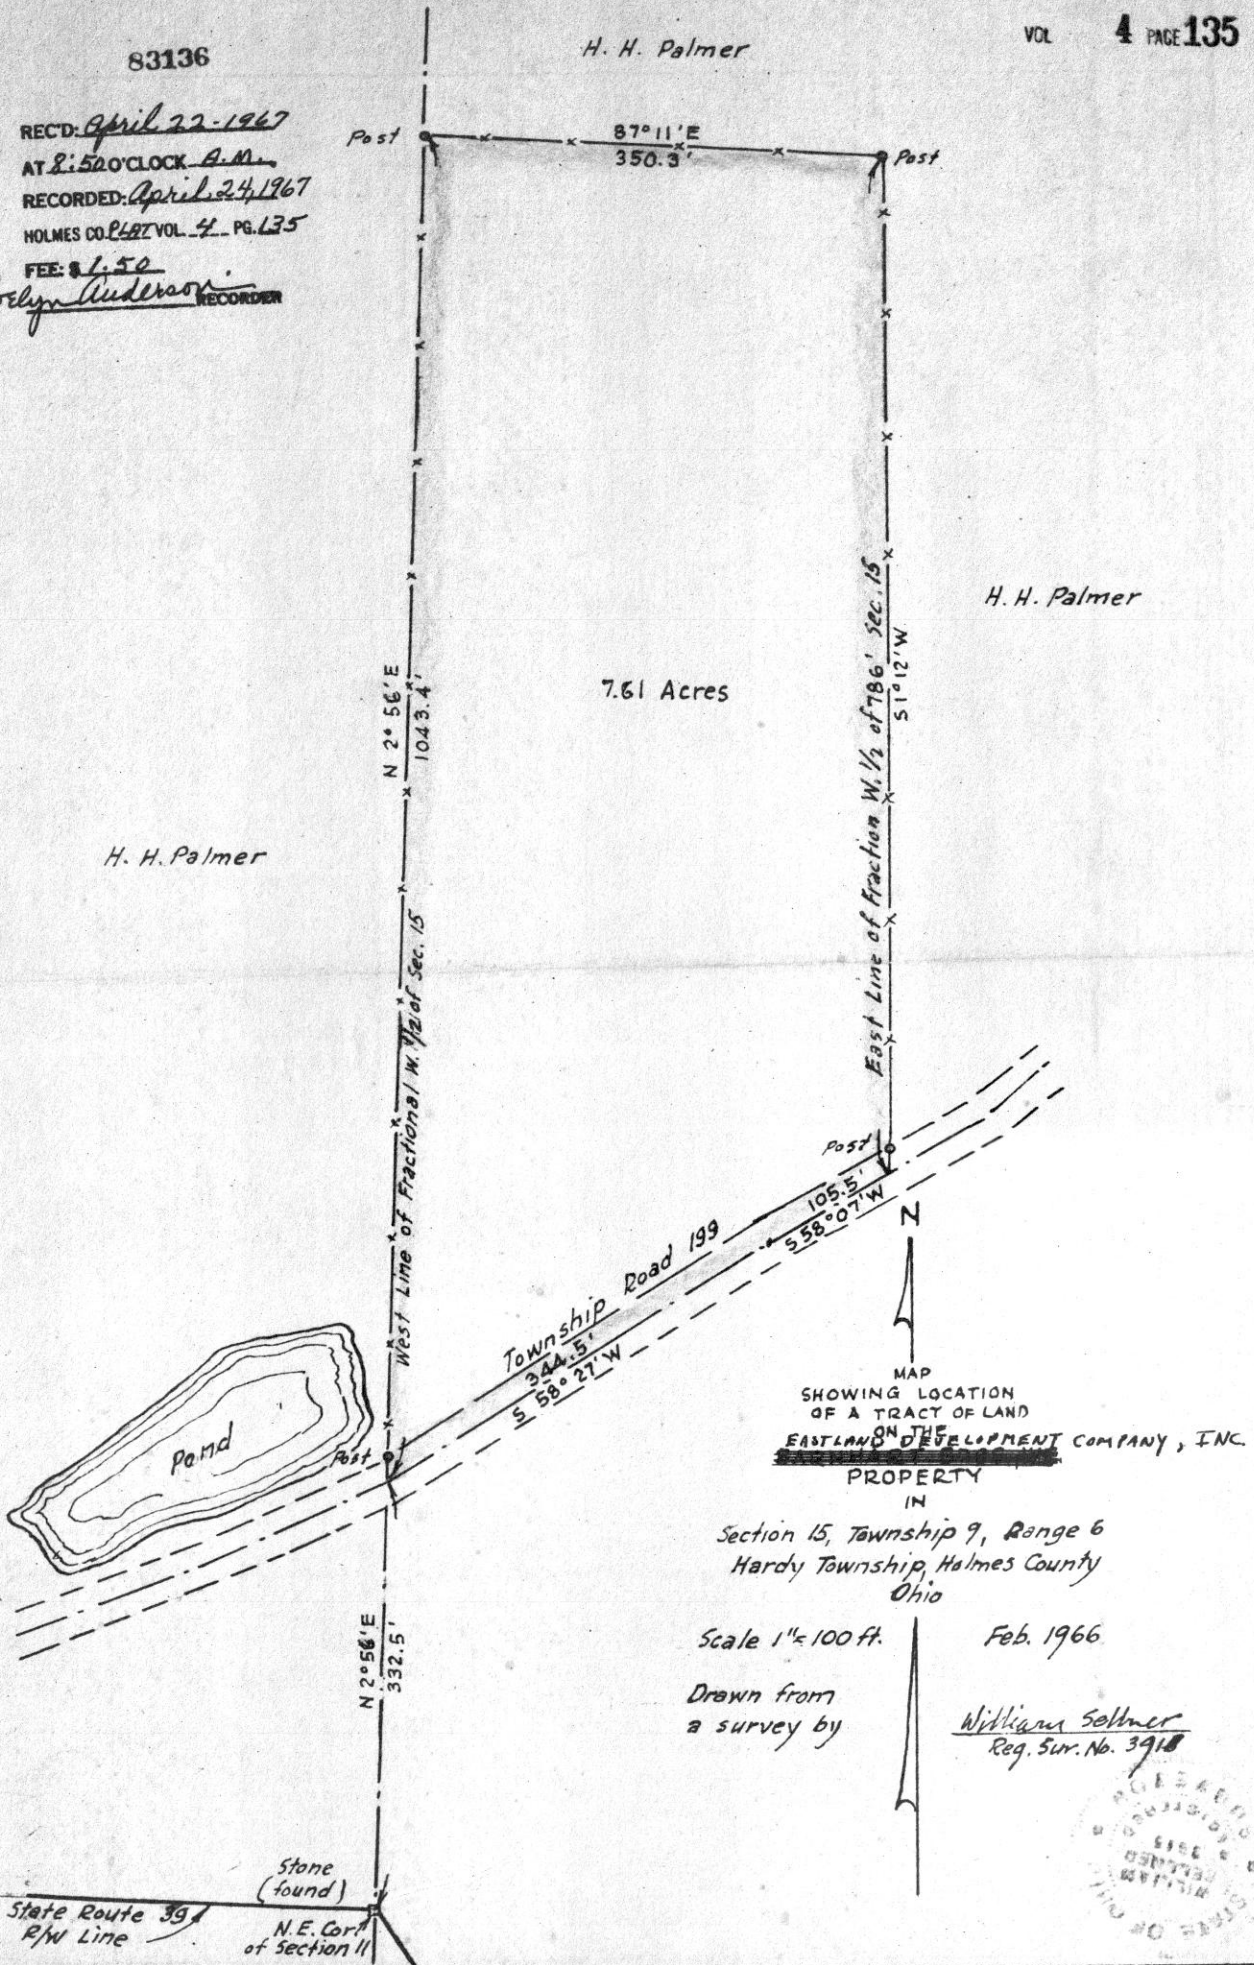 83136
VOL 4 PAGE 135
REC'D: April 22-1967
AT 8:50 O'CLOCK A.M.
RECORDED: April 24, 1967
HOLMES CO. PLAT VOL. 4 PG. 135
FEE: $ 1.50
Anderson
RECORDER
H. H. Palmer
Post
87° 11' E
350.3'
Post
H. H. Palmer
N 2° 56' E
1043.4'
7.61 Acres
East Line of Fraction W. 1/2 of 786' Sec. 15
S 1° 12' W
H. H. Palmer
West Line of Fractional W. 1/2 of Sec. 15
Post
105.5'
S 58° 07' W
Township Road 199
344.5'
S 58° 27' W
N
Pond
Post
MAP
SHOWING LOCATION
OF A TRACT OF LAND
ON THE
EASTLAND DEVELOPMENT COMPANY, INC.
PROPERTY
IN
Section 15, Township 9, Range 6
Hardy Township, Holmes County
Ohio
Scale 1" = 100 ft.
Feb. 1966
N 2° 56' E
332.5'
Drawn from
a survey by
William Sellmer
Reg. Sur. No.
Stone
(found)
State Route 39
R/W Line
N.E. Cor.
of Section 11